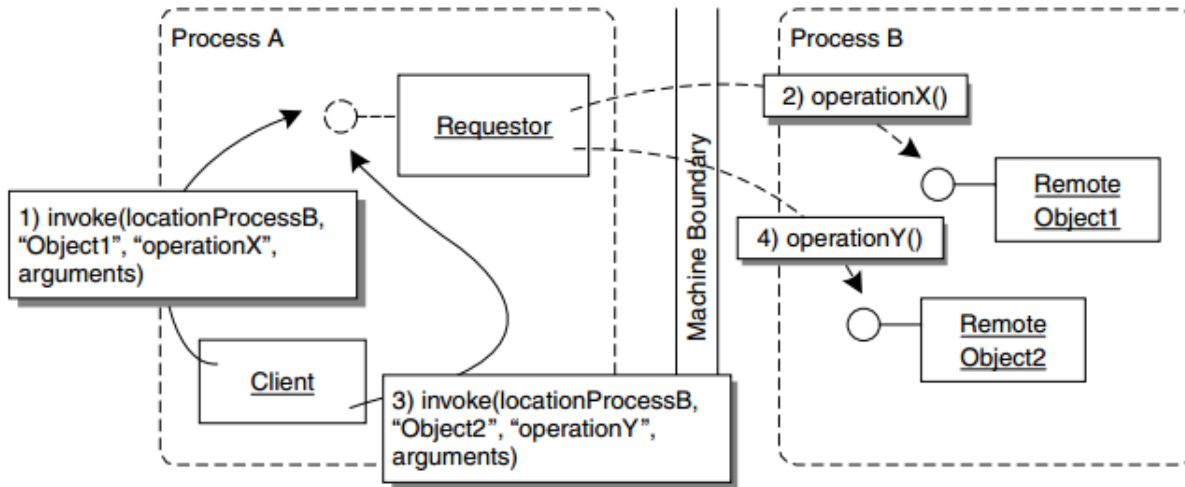 Process A
Process B
Requestor
2) operationX()
Machine Boundary
Remote
Object1
1) invoke(locationProcessB,
“Object1”, “operationX”,
arguments)
4) operationY()
Remote
Object2
Client
3) invoke(locationProcessB,
“Object2”, “operationY”,
arguments)